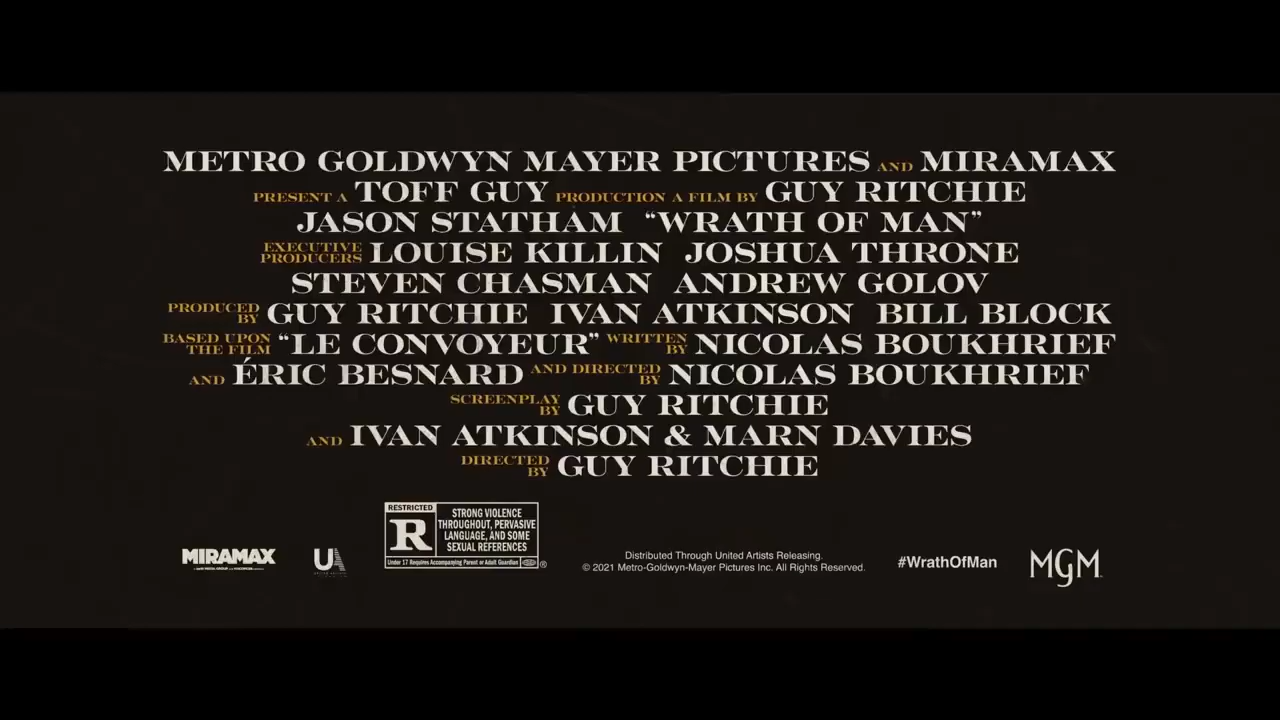 METRO GOLDWYN MAYER PICTURES AND MIRAMAX
PRESENT A TOFF GUY PRODUCTION A FILM BY GUY RITCHIE
JASON STATHAM “WRATH OF MAN”
EXECUTIVE PRODUCERS LOUISE KILLIN JOSHUA THRONE
STEVEN CHASMAN ANDREW GOLOV
PRODUCED BY GUY RITCHIE IVAN ATKINSON BILL BLOCK
BASED UPON THE FILM “LE CONVOYEUR” WRITTEN BY NICOLAS BOUKHRIEF
AND ÉRIC BESNARD AND DIRECTED BY NICOLAS BOUKHRIEF
SCREENPLAY BY GUY RITCHIE
AND IVAN ATKINSON & MARN DAVIES
DIRECTED BY GUY RITCHIE
RESTRICTED
R
STRONG VIOLENCE
THROUGHOUT, PERVASIVE
LANGUAGE, AND SOME
SEXUAL REFERENCES
Under 17 Requires Accompanying Parent or Adult Guardian
®
MIRAMAX
UA
Distributed Through United Artists Releasing.
© 2021 Metro-Goldwyn-Mayer Pictures Inc. All Rights Reserved.
#WrathOfMan
MGM